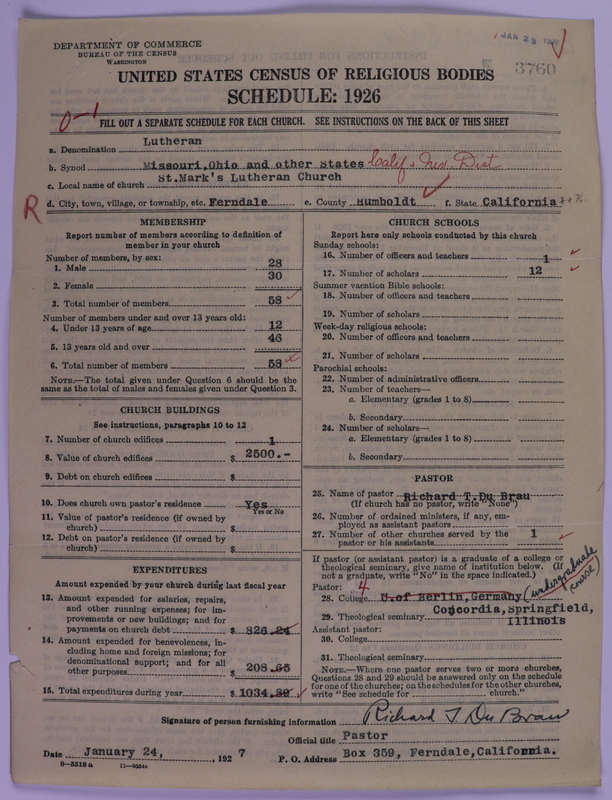 JAN 28 1927
DEPARTMENT OF COMMERCE
BUREAU OF THE CENSUS
WASHINGTON
3760
UNITED STATES CENSUS OF RELIGIOUS BODIES
SCHEDULE: 1926
0-1
FILL OUT A SEPARATE SCHEDULE FOR EACH CHURCH. SEE INSTRUCTIONS ON THE BACK OF THIS SHEET
a. Denomination Lutheran
b. Synod Missouri,Ohio and other States Calif + Nev. Dist
c. Local name of church St.Mark's Lutheran Church
R d. City, town, village, or township, etc. Ferndale e. County Humboldt f. State California
MEMBERSHIP
Report number of members according to definition of
member in your church
Number of members, by sex:
1. Male 28
2. Female 30
3. Total number of members 58
Number of members under and over 13 years old:
4. Under 13 years of age 12
5. 13 years old and over 46
6. Total number of members 58
NOTE.—The total given under Question 6 should be the
same as the total of males and females given under Question 3.
CHURCH BUILDINGS
See instructions, paragraphs 10 to 12
7. Number of church edifices 1
8. Value of church edifices $ 2500.-
9. Debt on church edifices $
10. Does church own pastor's residence Yes
Yes or No
11. Value of pastor's residence (if owned by
church) $
12. Debt on pastor's residence (if owned by
church) $
EXPENDITURES
Amount expended by your church during last fiscal year
13. Amount expended for salaries, repairs,
and other running expenses; for im-
provements or new buildings; and for
payments on church debt $ 826.24
14. Amount expended for benevolences, in-
cluding home and foreign missions; for
denominational support; and for all
other purposes $ 208.65
15. Total expenditures during year $ 1034.89
CHURCH SCHOOLS
Report here only schools conducted by this church
Sunday schools:
16. Number of officers and teachers 1
17. Number of scholars 12
Summer vacation Bible schools:
18. Number of officers and teachers
19. Number of scholars
Week-day religious schools:
20. Number of officers and teachers
21. Number of scholars
Parochial schools:
22. Number of administrative officers
23. Number of teachers—
a. Elementary (grades 1 to 8)
b. Secondary
24. Number of scholars—
a. Elementary (grades 1 to 8)
b. Secondary
PASTOR
25. Name of pastor Richard T.Du Brau
(If church has no pastor, write "None")
26. Number of ordained ministers, if any, em-
ployed as assistant pastors
27. Number of other churches served by the
pastor or his assistants 1
If pastor (or assistant pastor) is a graduate of a college or
theological seminary, give name of institution below. (If
not a graduate, write "No" in the space indicated.)
Pastor: 4
28. College U.of Berlin,Germany (undergraduate
course)
29. Theological seminary Concordia,Springfield,
Illinois
Assistant pastor:
30. College
31. Theological seminary
NOTE.—Where one pastor serves two or more churches,
Questions 28 and 29 should be answered only on the schedule
for one of the churches; on the schedules for the other churches,
write "See schedule for church."
Signature of person furnishing information Richard T. Du Brau
Official title Pastor
Date January 24, 1927
P. O. Address Box 359, Ferndale,California.
8-5518a 11-9054